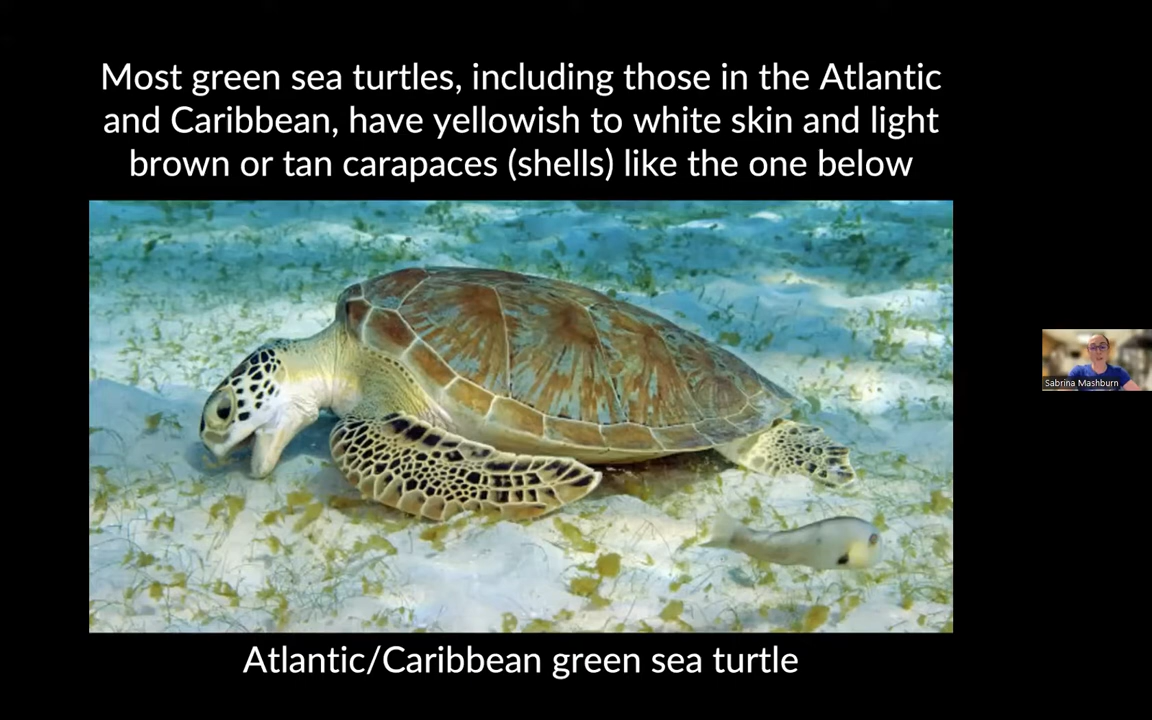 Most green sea turtles, including those in the Atlantic
and Caribbean, have yellowish to white skin and light
brown or tan carapaces (shells) like the one below
Sabrina Mashburn
Atlantic/Caribbean green sea turtle